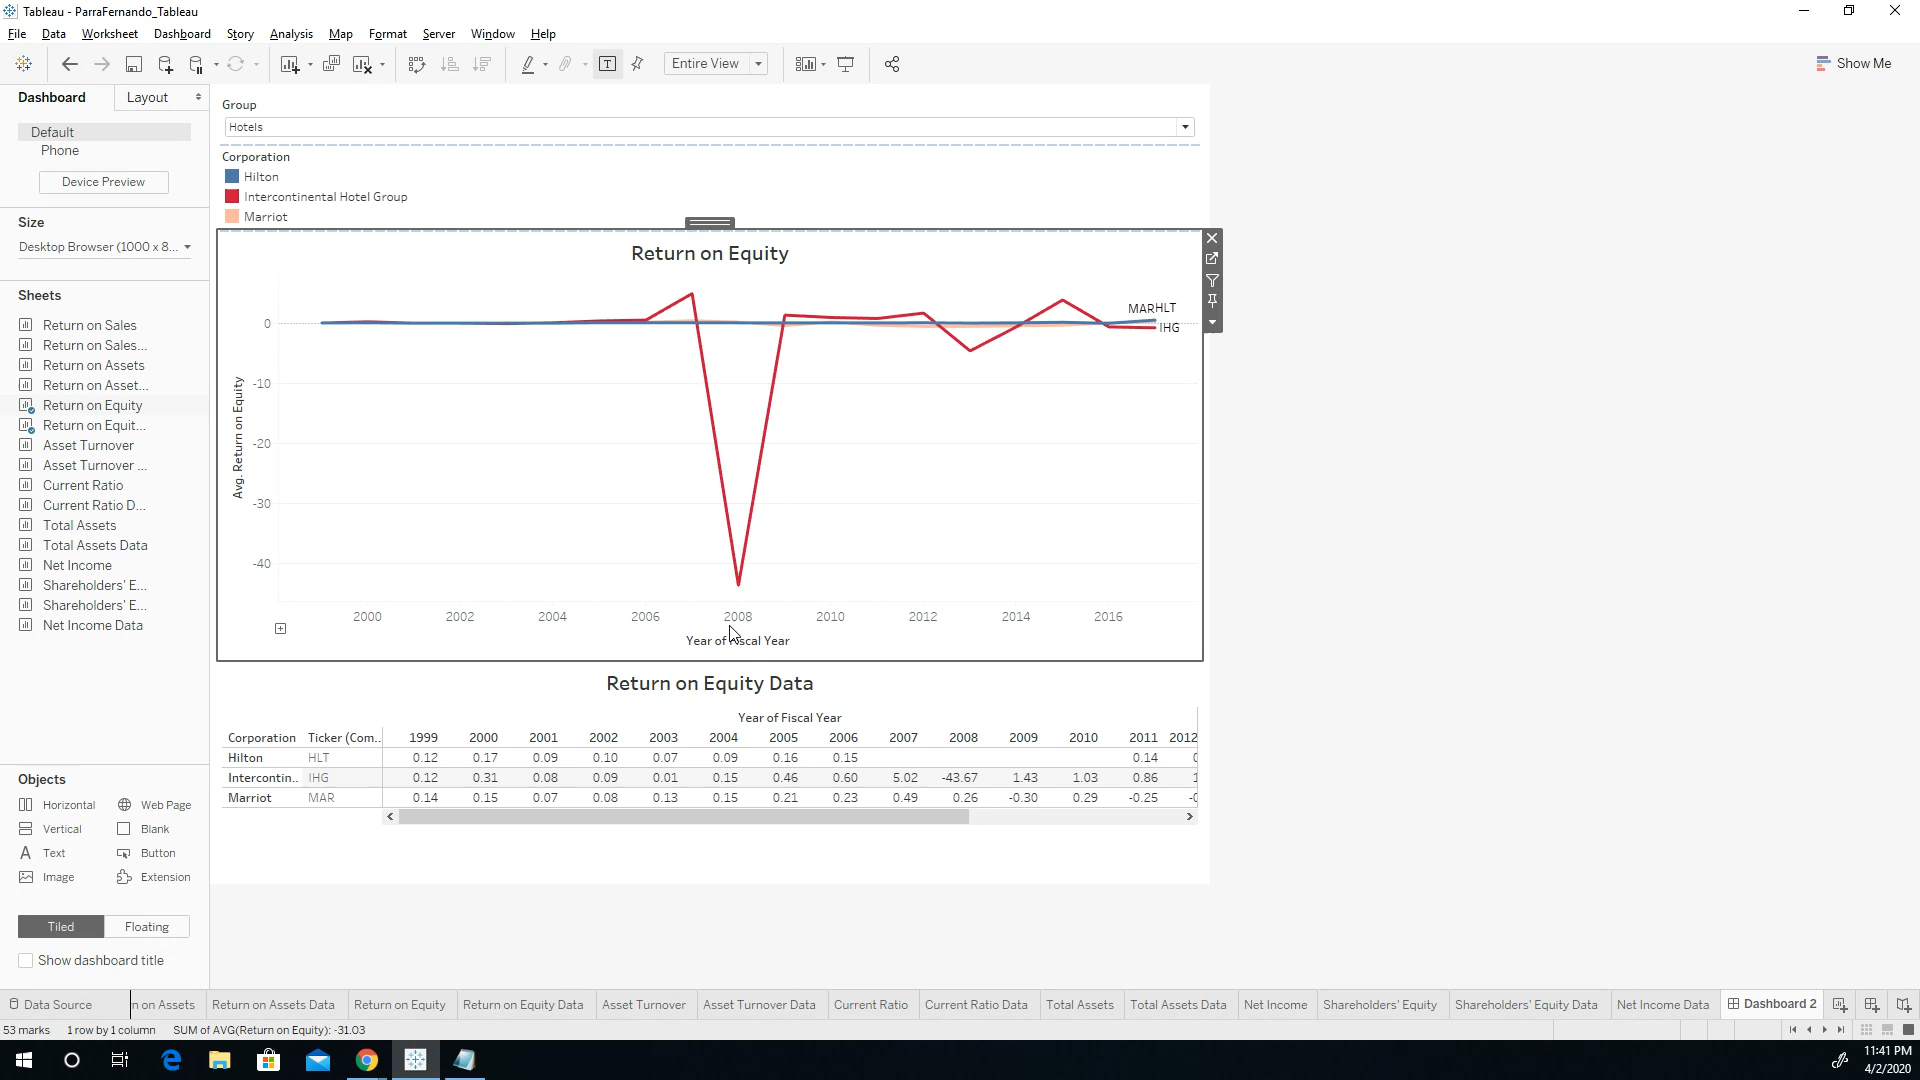 Tableau - ParraFernando_Tableau
File Data Worksheet Dashboard Story Analysis Map Format Server Window Help
Entire View
Show Me
Dashboard Layout
Default
Phone
Device Preview
Size
Desktop Browser (1000 x 8...
Sheets
Return on Sales
Return on Sales...
Return on Assets
Return on Asset...
Return on Equity
Return on Equit...
Asset Turnover
Asset Turnover ...
Current Ratio
Current Ratio D...
Total Assets
Total Assets Data
Net Income
Shareholders' E...
Shareholders' E...
Net Income Data
Objects
Horizontal Web Page
Vertical Blank
Text Button
Image Extension
Tiled Floating
Show dashboard title
Group
Hotels
Corporation
Hilton
Intercontinental Hotel Group
Marriot
Return on Equity
Avg. Return on Equity
0
-10
-20
-30
-40
MAR HLT
IHG
2000 2002 2004 2006 2008 2010 2012 2014 2016
Year of Fiscal Year
Return on Equity Data
Year of Fiscal Year
Corporation Ticker (Com.. 1999 2000 2001 2002 2003 2004 2005 2006 2007 2008 2009 2010 2011 2012
Hilton HLT 0.12 0.17 0.09 0.10 0.07 0.09 0.16 0.15 0.14
Intercontin.. IHG 0.12 0.31 0.08 0.09 0.01 0.15 0.46 0.60 5.02 -43.67 1.43 1.03 0.86
Marriot MAR 0.14 0.15 0.07 0.08 0.13 0.15 0.21 0.23 0.49 0.26 -0.30 0.29 -0.25
Data Source n on Assets Return on Assets Data Return on Equity Return on Equity Data Asset Turnover Asset Turnover Data Current Ratio Current Ratio Data Total Assets Total Assets Data Net Income Shareholders' Equity Shareholders' Equity Data Net Income Data Dashboard 2
53 marks 1 row by 1 column SUM of AVG(Return on Equity): -31.03
11:41 PM
4/2/2020